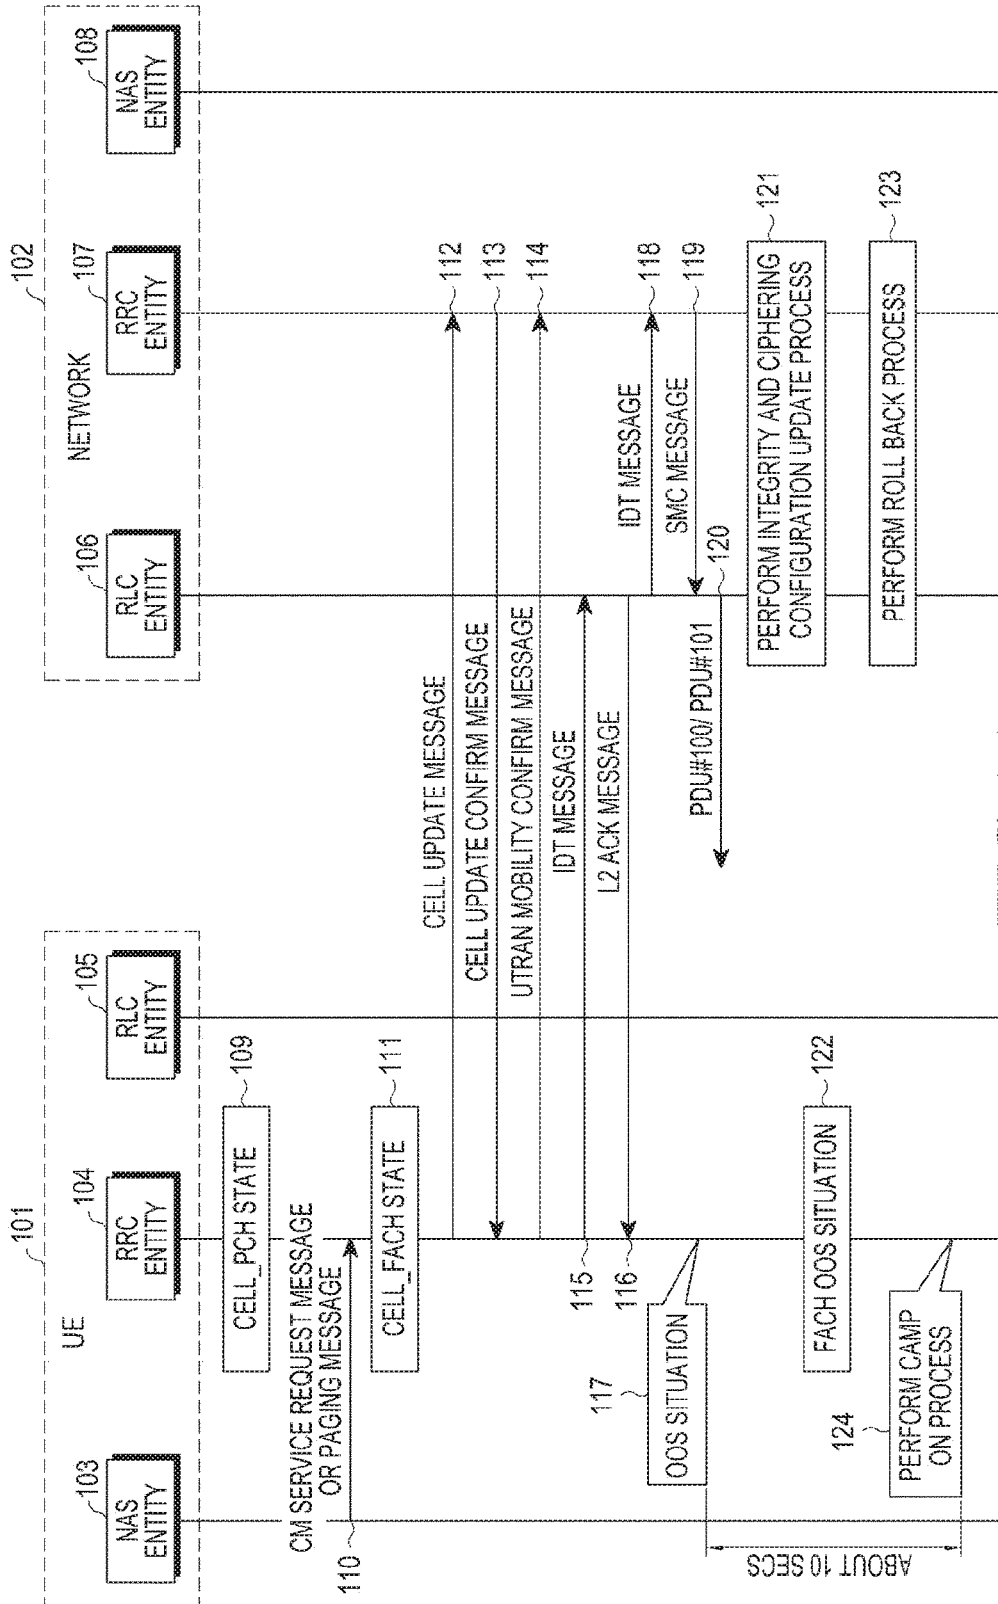 101
102
UE
NETWORK
103
104
105
106
107
108
NAS
ENTITY
RRC
ENTITY
RLC
ENTITY
RLC
ENTITY
RRC
ENTITY
NAS
ENTITY
CELL_PCH STATE
109
CM SERVICE REQUEST MESSAGE
OR PAGING MESSAGE
110
CELL_FACH STATE
111
CELL UPDATE MESSAGE
112
CELL UPDATE CONFIRM MESSAGE
113
UTRAN MOBILITY CONFIRM MESSAGE
114
IDT MESSAGE
115
L2 ACK MESSAGE
116
IDT MESSAGE
118
SMC MESSAGE
119
OOS SITUATION
117
PDU#100/ PDU#101
120
PERFORM INTEGRITY AND CIPHERING
CONFIGURATION UPDATE PROCESS
121
FACH OOS SITUATION
122
PERFORM ROLL BACK PROCESS
123
PERFORM CAMP
ON PROCESS
124
ABOUT 10 SECS